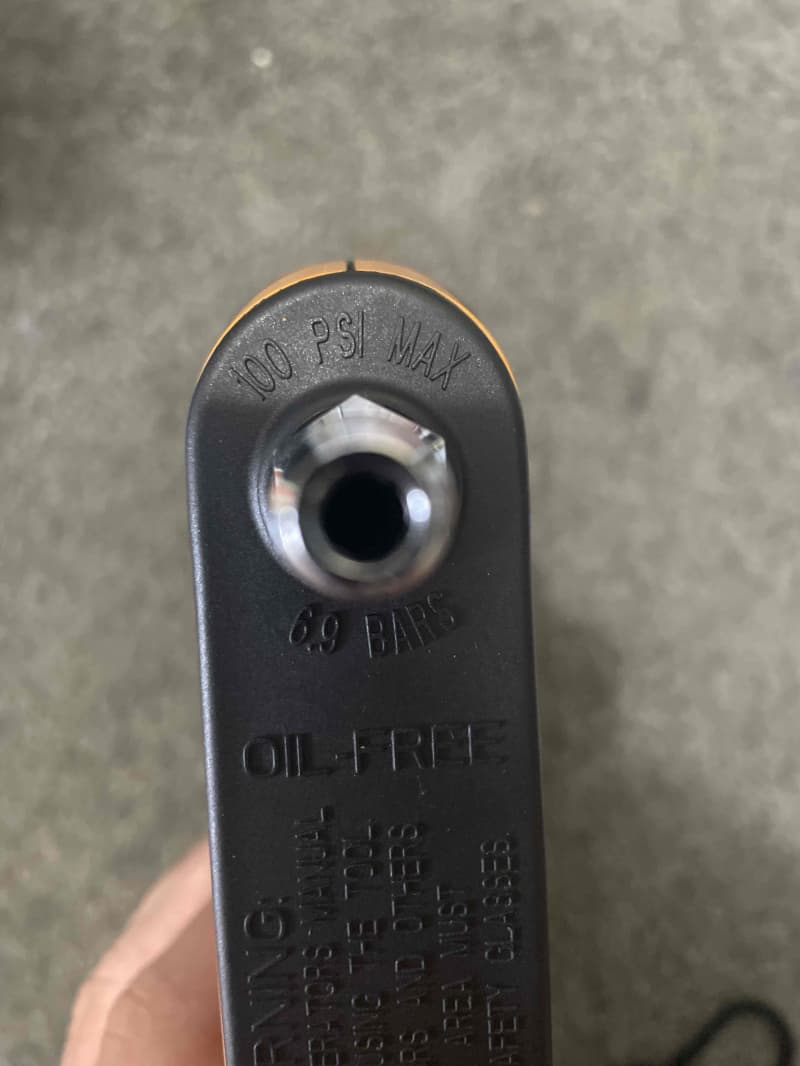 100 PSI MAX
6.9 BARS
OIL-FREE
RNING:
ERATORS MANUAL
USING THE TOOL.
RS AND OTHERS
AREA MUST
AFETY GLASSES.